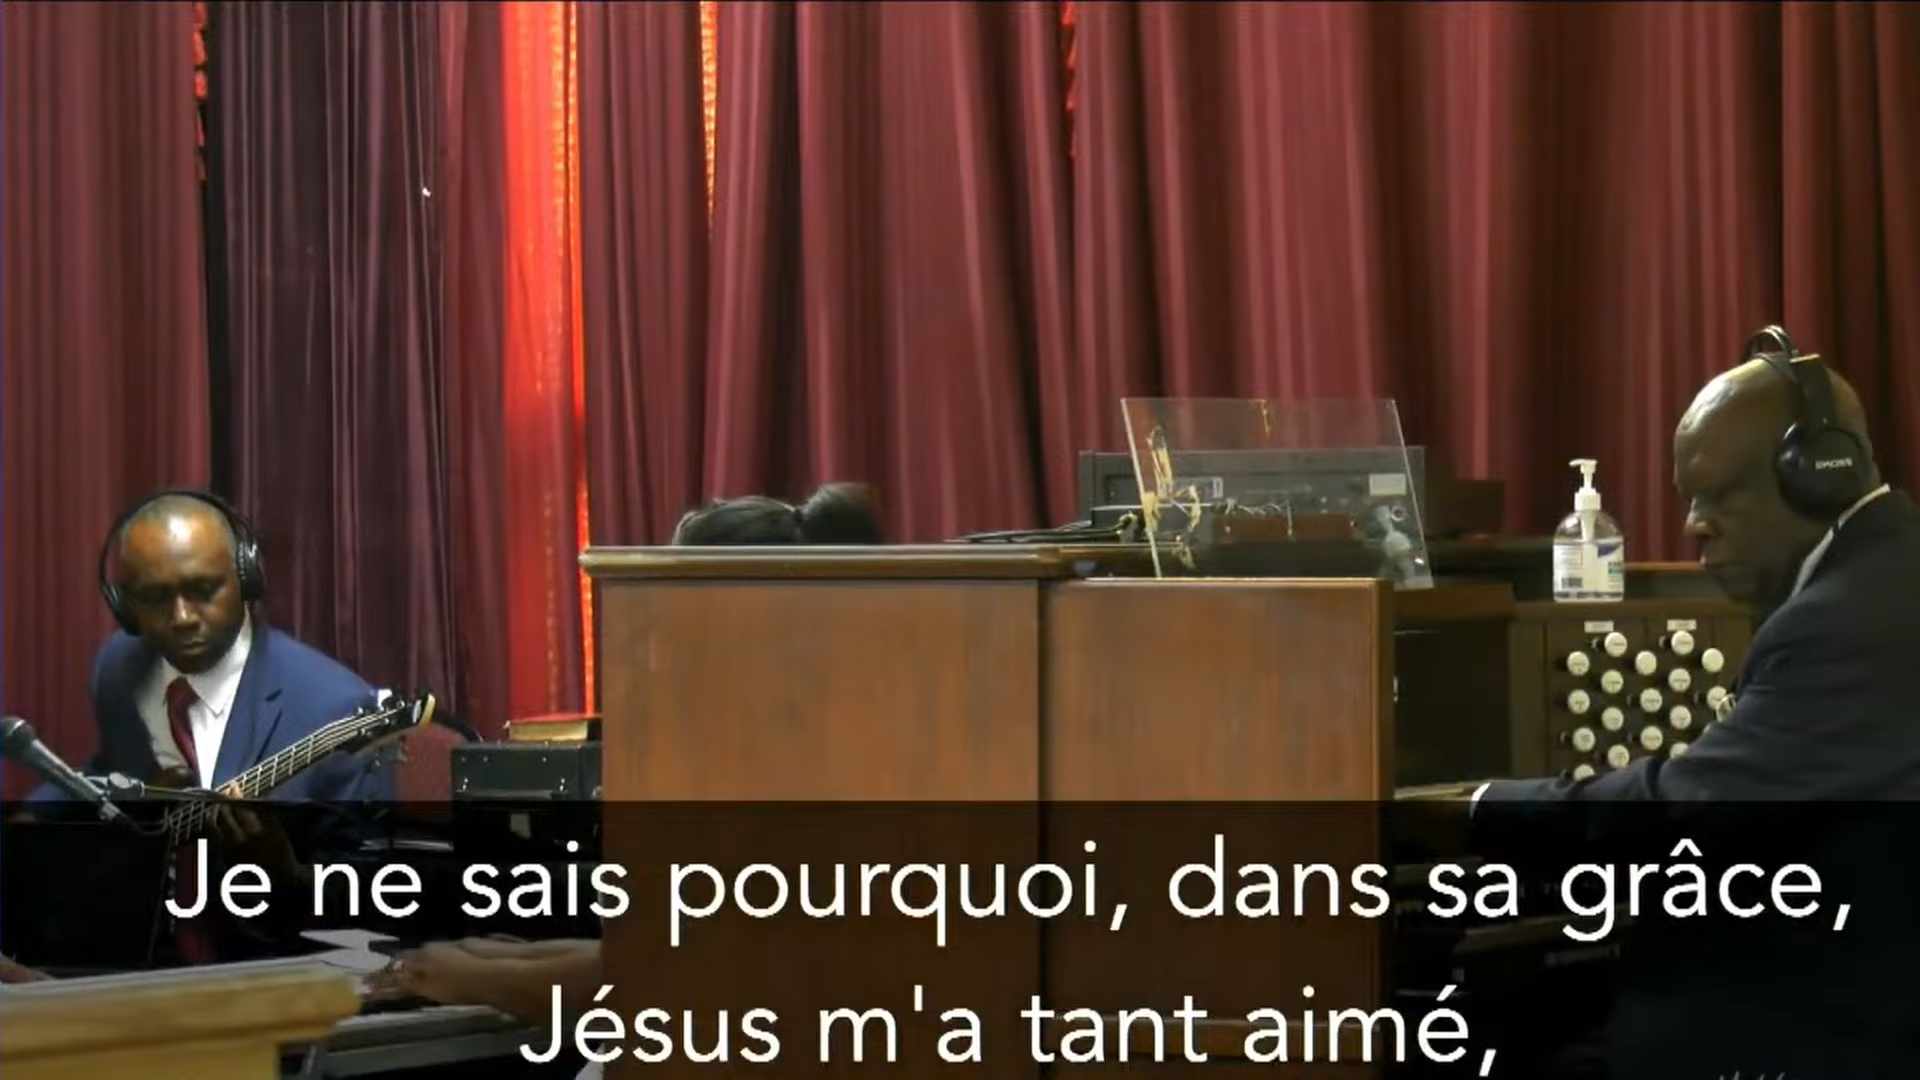 Je ne sais pourquoi, dans sa grâce,
Jésus m'a tant aimé,